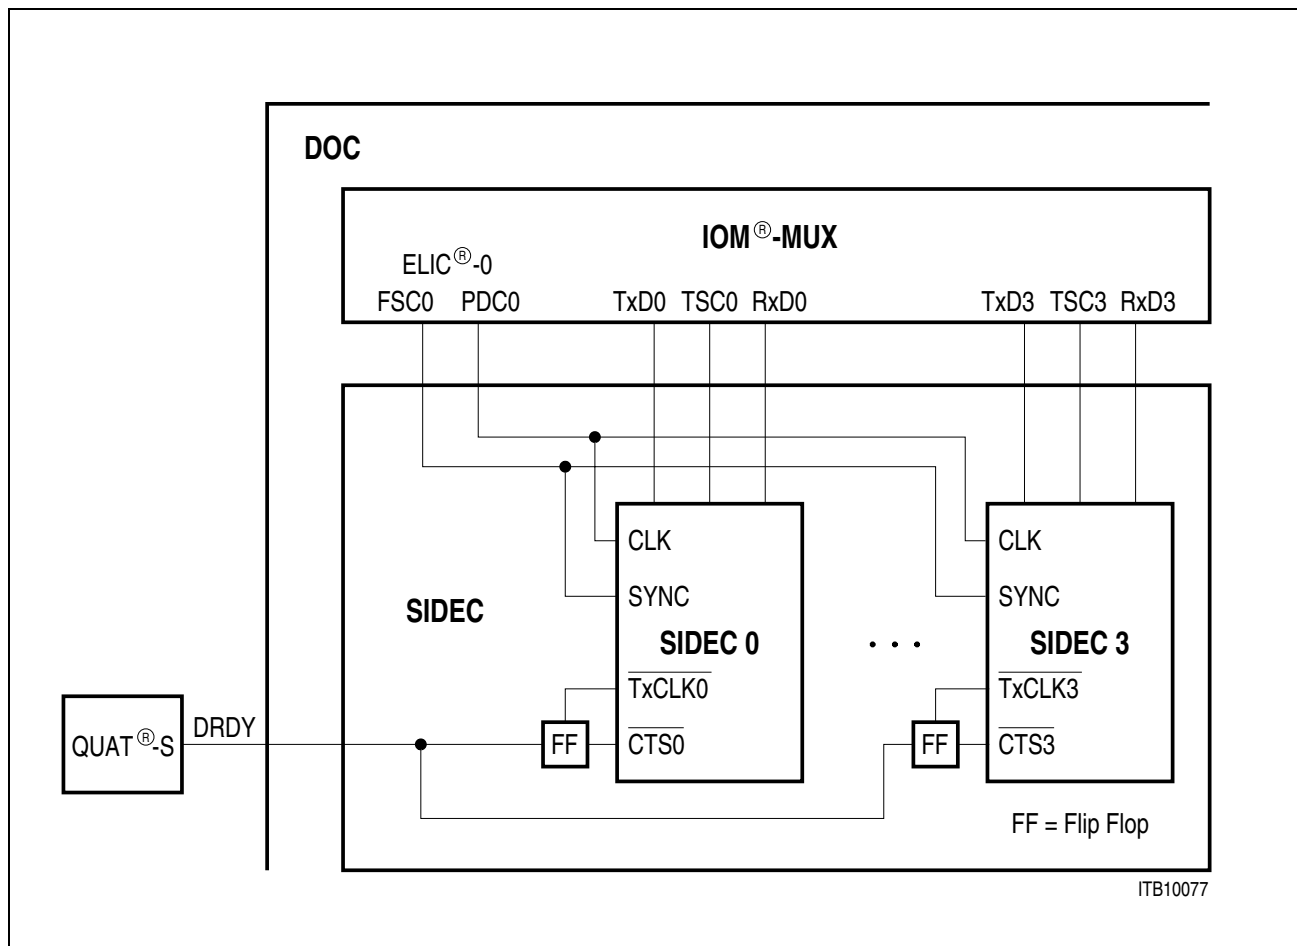 DOC
IOM®-MUX
ELIC®-0
FSC0 PDC0 TxD0 TSC0 RxD0 TxD3 TSC3 RxD3
CLK CLK
SYNC SYNC
SIDEC
SIDEC 0 . . . SIDEC 3
TxCLK0 TxCLK3
QUAT®-S DRDY FF CTS0 FF CTS3
FF = Flip Flop
ITB10077